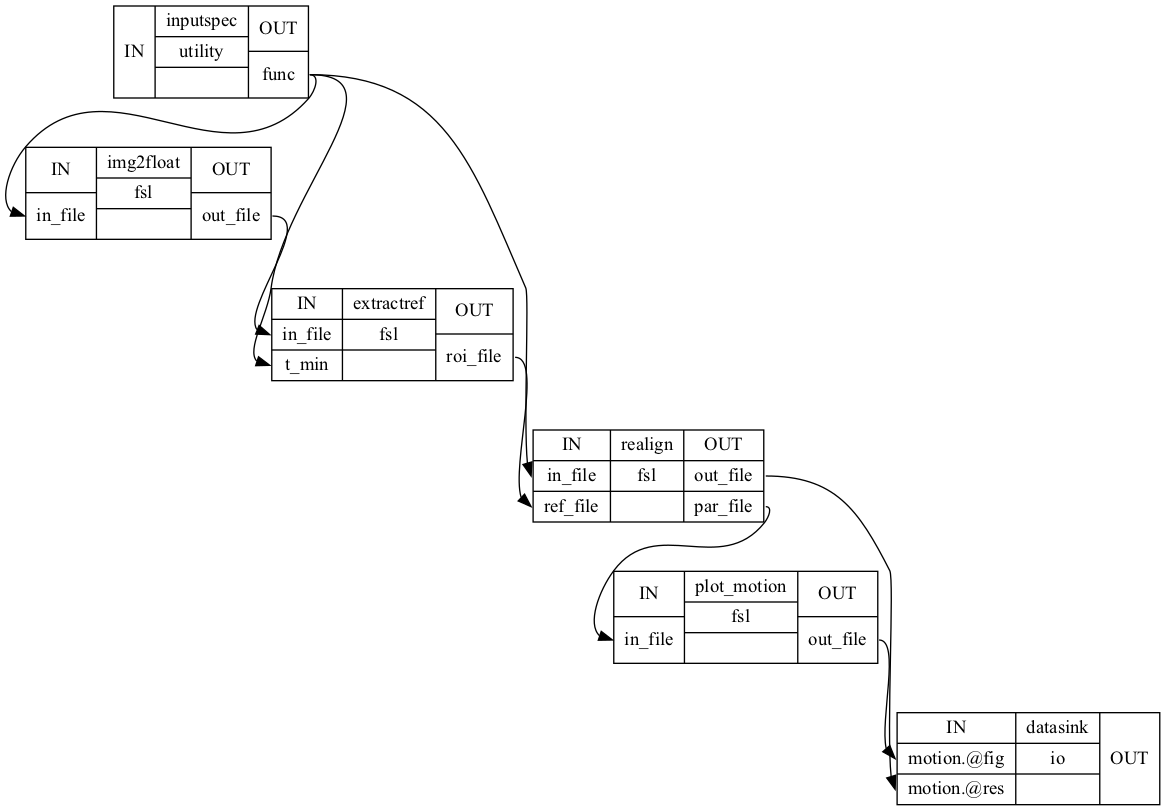 IN
inputspec
utility
OUT
func
IN
in_file
img2float
fsl
OUT
out_file
IN
in_file
t_min
extractref
fsl
OUT
roi_file
IN
in_file
ref_file
realign
fsl
OUT
out_file
par_file
IN
in_file
plot_motion
fsl
OUT
out_file
IN
motion.@fig
motion.@res
datasink
io
OUT